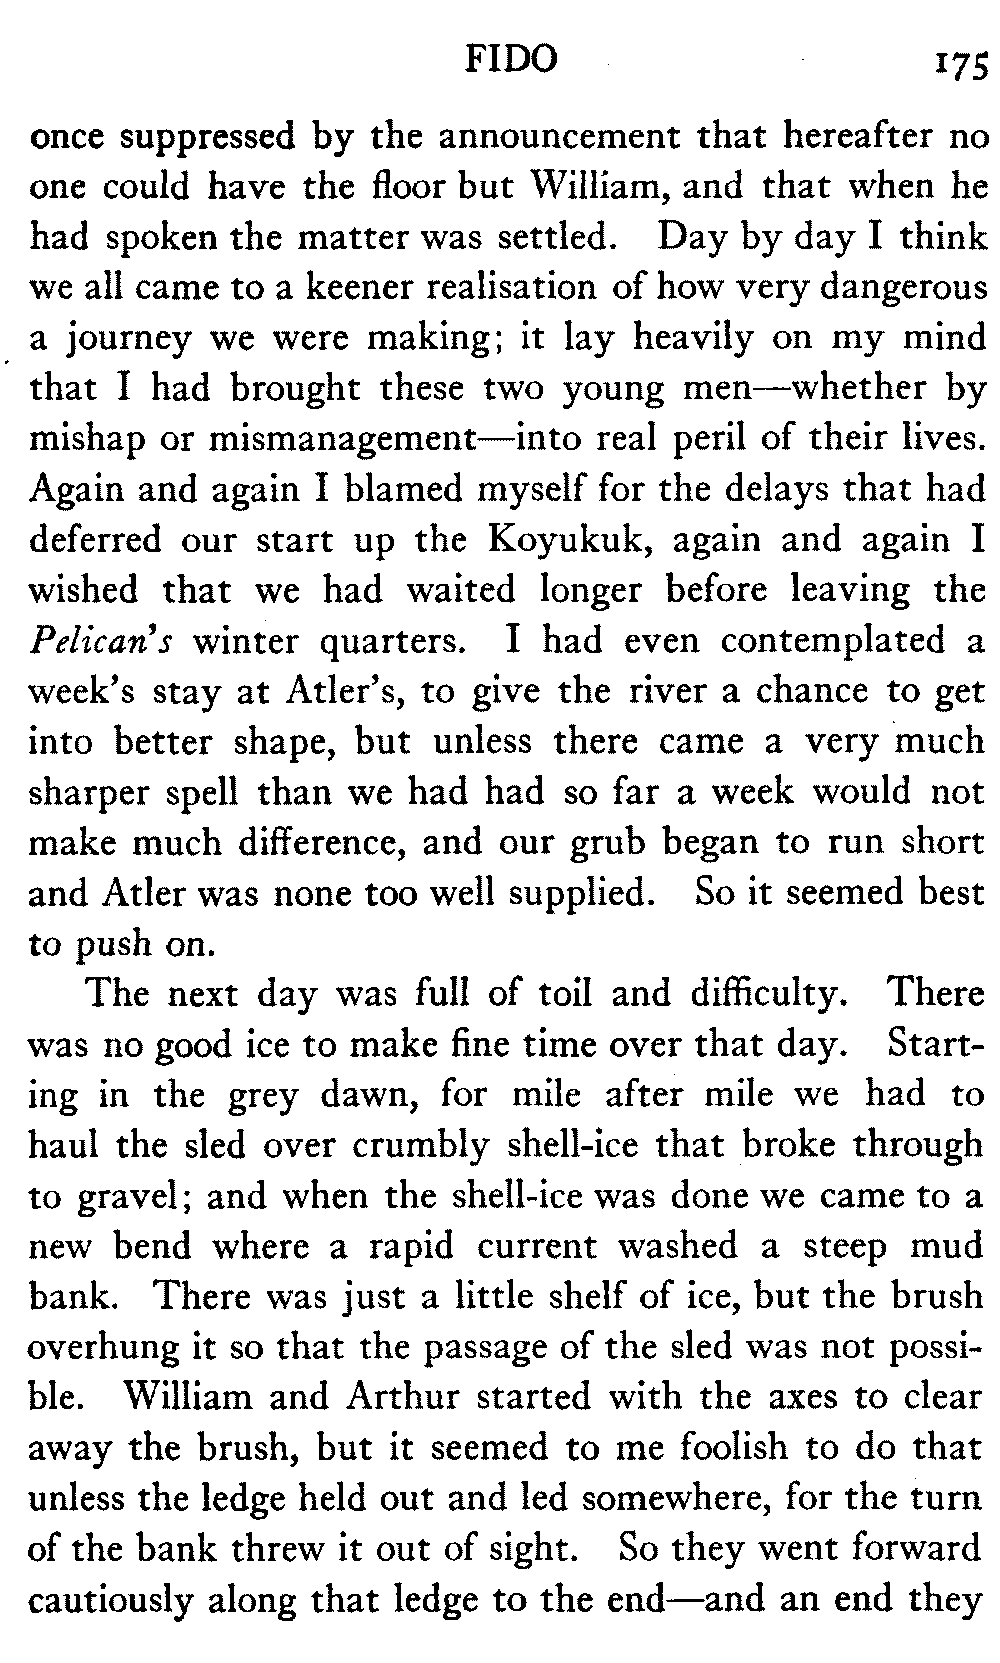 FIDO 175
once suppressed by the announcement that hereafter no
one could have the floor but William, and that when he
had spoken the matter was settled. Day by day I think
we all came to a keener realisation of how very dangerous
a journey we were making; it lay heavily on my mind
that I had brought these two young men—whether by
mishap or mismanagement—into real peril of their lives.
Again and again I blamed myself for the delays that had
deferred our start up the Koyukuk, again and again I
wished that we had waited longer before leaving the
Pelican's winter quarters. I had even contemplated a
week's stay at Atler's, to give the river a chance to get
into better shape, but unless there came a very much
sharper spell than we had had so far a week would not
make much difference, and our grub began to run short
and Atler was none too well supplied. So it seemed best
to push on.
The next day was full of toil and difficulty. There
was no good ice to make fine time over that day. Start-
ing in the grey dawn, for mile after mile we had to
haul the sled over crumbly shell-ice that broke through
to gravel; and when the shell-ice was done we came to a
new bend where a rapid current washed a steep mud
bank. There was just a little shelf of ice, but the brush
overhung it so that the passage of the sled was not possi-
ble. William and Arthur started with the axes to clear
away the brush, but it seemed to me foolish to do that
unless the ledge held out and led somewhere, for the turn
of the bank threw it out of sight. So they went forward
cautiously along that ledge to the end—and an end they